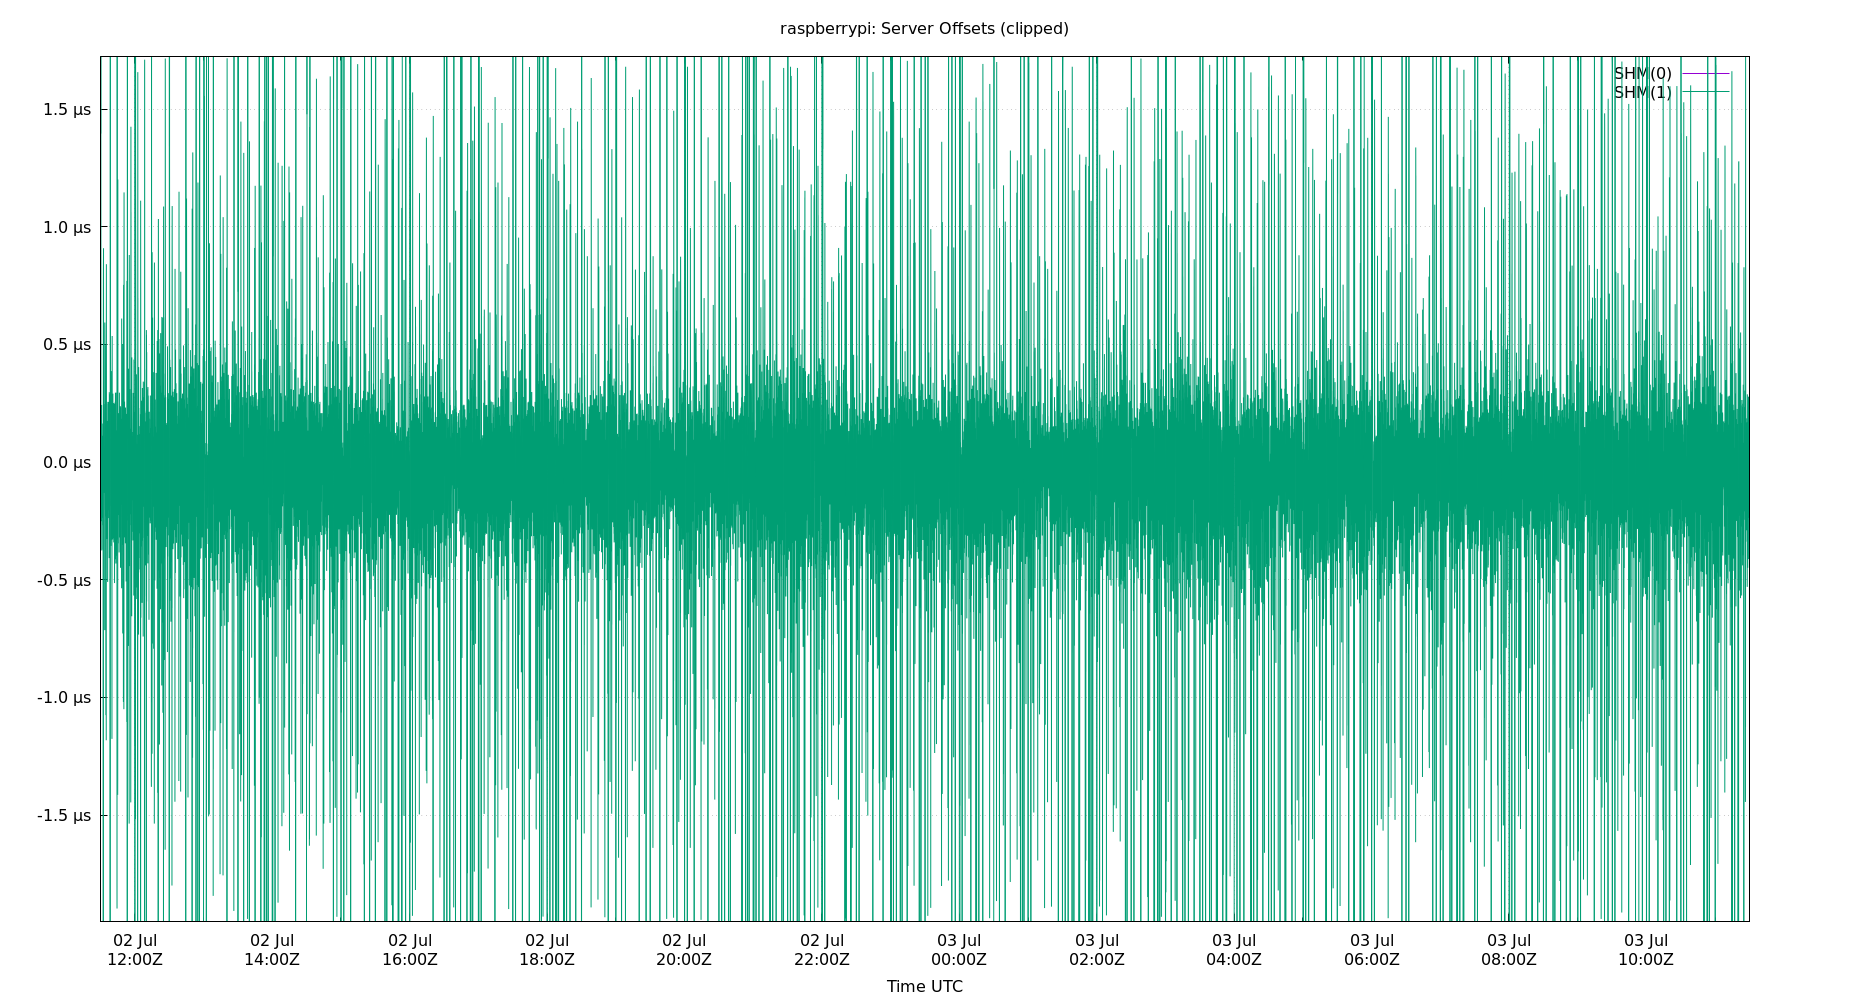 raspberrypi: Server Offsets (clipped)
SHM(0)
SHM(1)
1.5 µs
1.0 µs
0.5 µs
0.0 µs
-0.5 µs
-1.0 µs
-1.5 µs
02 Jul 02 Jul 02 Jul 02 Jul 02 Jul 02 Jul 03 Jul 03 Jul 03 Jul 03 Jul 03 Jul 03 Jul
12:00Z 14:00Z 16:00Z 18:00Z 20:00Z 22:00Z 00:00Z 02:00Z 04:00Z 06:00Z 08:00Z 10:00Z
Time UTC